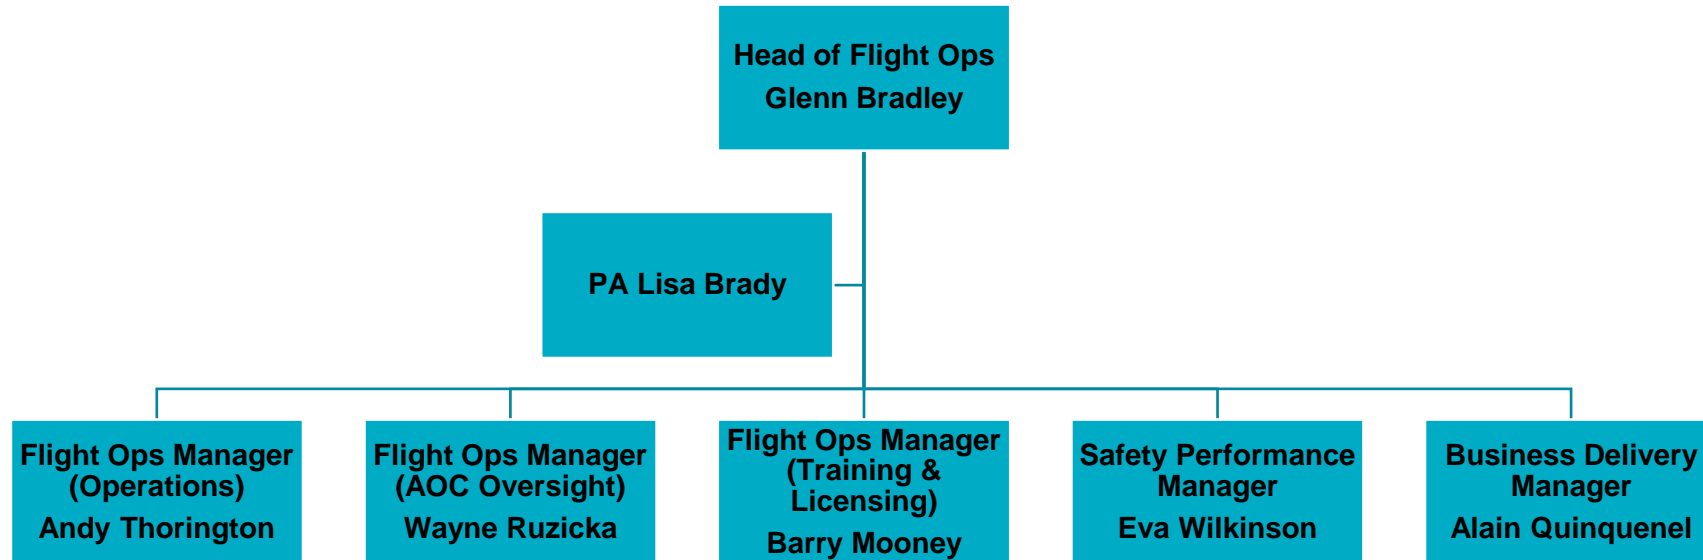 Head of Flight Ops
Glenn Bradley
PA Lisa Brady
Flight Ops Manager
(Operations)
Andy Thorington
Flight Ops Manager
(AOC Oversight)
Wayne Ruzicka
Flight Ops Manager
(Training &
Licensing)
Barry Mooney
Safety Performance
Manager
Eva Wilkinson
Business Delivery
Manager
Alain Quinquenel